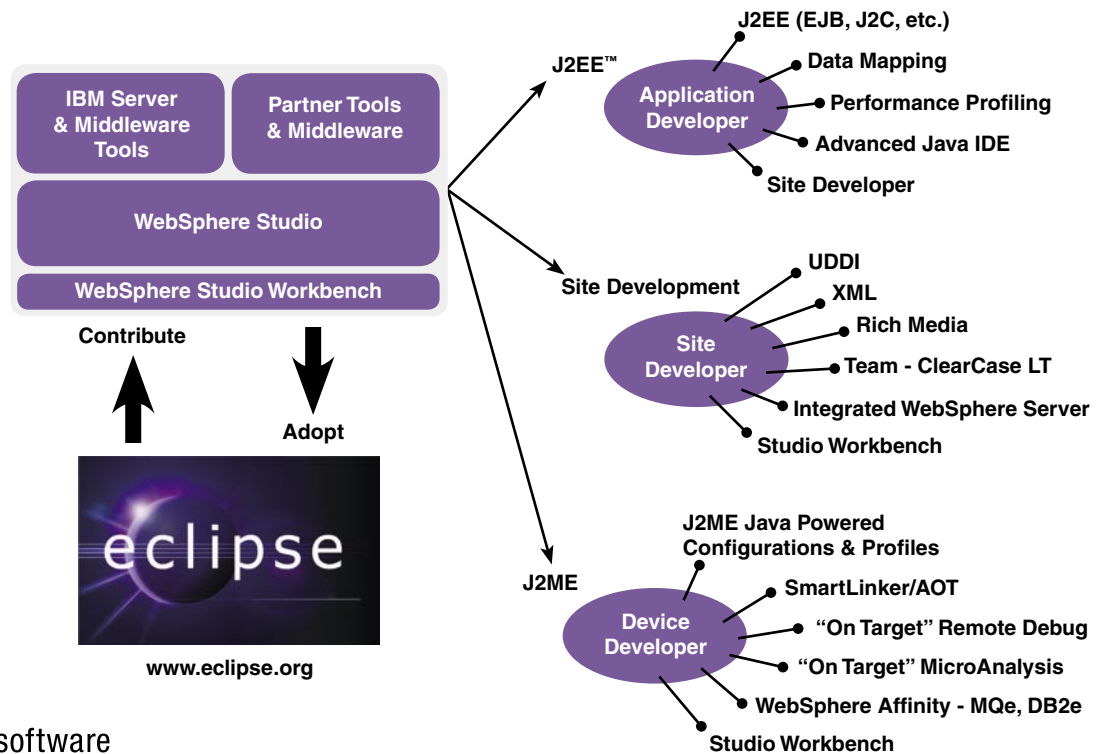 IBM Server
& Middleware
Tools
Partner Tools
& Middleware
WebSphere Studio
WebSphere Studio Workbench
Contribute
Adopt
eclipse
www.eclipse.org
software
J2EE™
Application
Developer
J2EE (EJB, J2C, etc.)
Data Mapping
Performance Profiling
Advanced Java IDE
Site Developer
Site Development
Site
Developer
UDDI
XML
Rich Media
Team - ClearCase LT
Integrated WebSphere Server
Studio Workbench
J2ME
Device
Developer
J2ME Java Powered
Configurations & Profiles
SmartLinker/AOT
“On Target” Remote Debug
“On Target” MicroAnalysis
WebSphere Affinity - MQe, DB2e
Studio Workbench